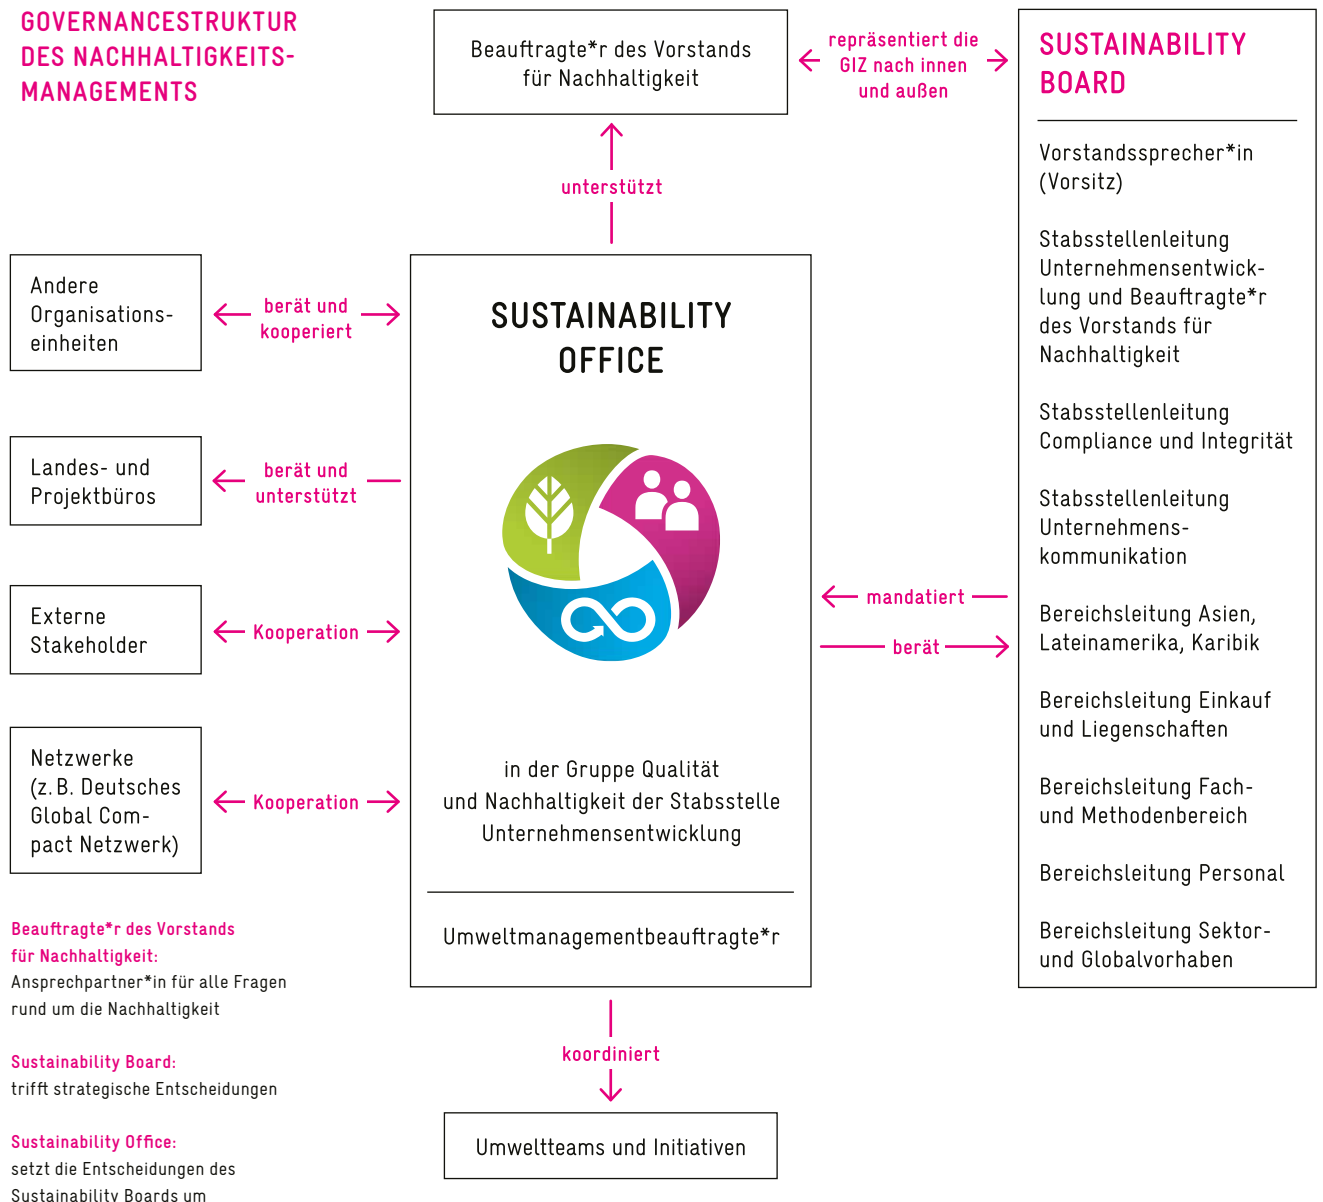 GOVERNANCESTRUKTUR
DES NACHHALTIGKEITS-
MANAGEMENTS
Beauftragte*r des Vorstands
für Nachhaltigkeit
repräsentiert die
GIZ nach innen
und außen
SUSTAINABILITY
BOARD
Vorstandssprecher*in
(Vorsitz)
Stabsstellenleitung
Unternehmensentwick-
lung und Beauftragte*r
des Vorstands für
Nachhaltigkeit
Stabsstellenleitung
Compliance und Integrität
Stabsstellenleitung
Unternehmens-
kommunikation
Bereichsleitung Asien,
Lateinamerika, Karibik
Bereichsleitung Einkauf
und Liegenschaften
Bereichsleitung Fach-
und Methodenbereich
Bereichsleitung Personal
Bereichsleitung Sektor-
und Globalvorhaben
unterstützt
Andere
Organisations-
einheiten
berät und
kooperiert
Landes- und
Projektbüros
berät und
unterstützt
Externe
Stakeholder
Kooperation
Netzwerke
(z. B. Deutsches
Global Com-
pact Netzwerk)
Kooperation
SUSTAINABILITY
OFFICE
in der Gruppe Qualität
und Nachhaltigkeit der Stabsstelle
Unternehmensentwicklung
Umweltmanagementbeauftragte*r
mandatiert
berät
koordiniert
Umweltteams und Initiativen
Beauftragte*r des Vorstands
für Nachhaltigkeit:
Ansprechpartner*in für alle Fragen
rund um die Nachhaltigkeit
Sustainability Board:
trifft strategische Entscheidungen
Sustainability Office:
setzt die Entscheidungen des
Sustainability Boards um